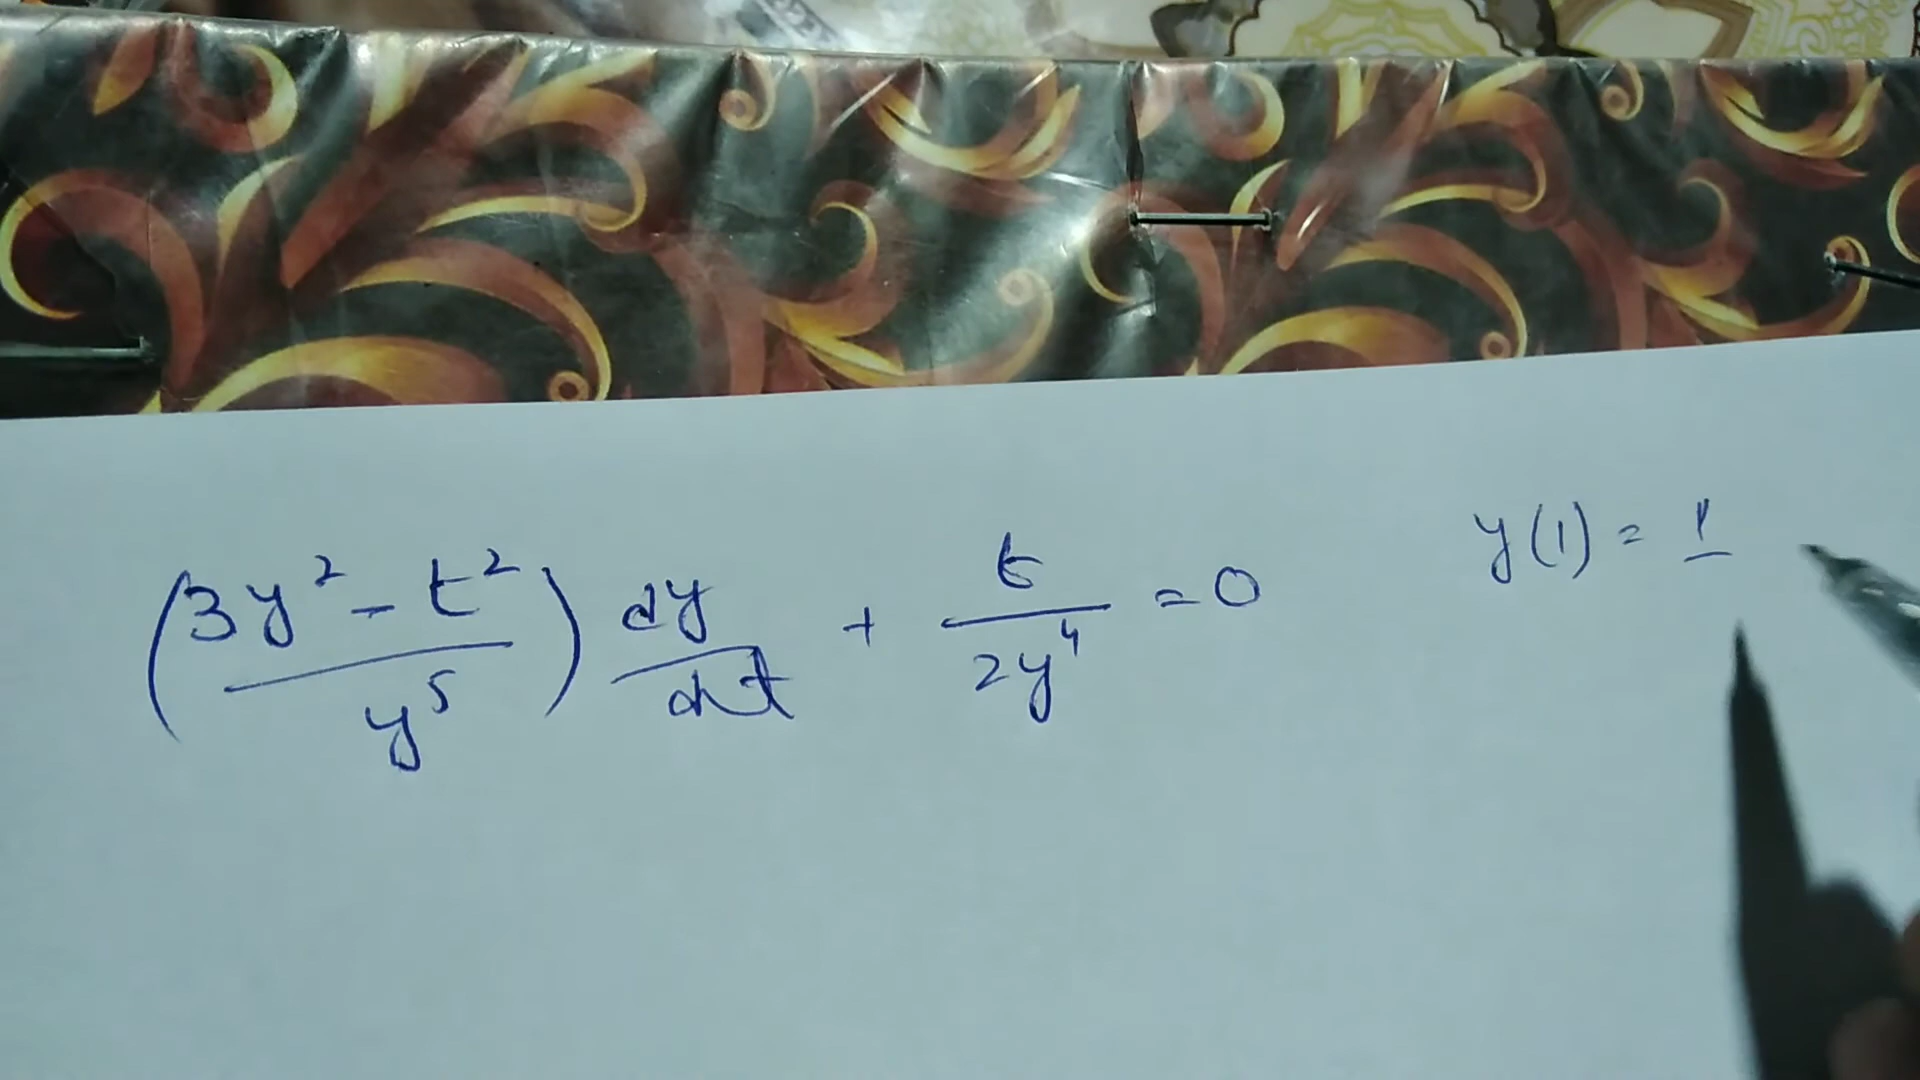 (3y² - t² / y⁵) dy/dt + t/2y⁴ = 0 y(1) = 1